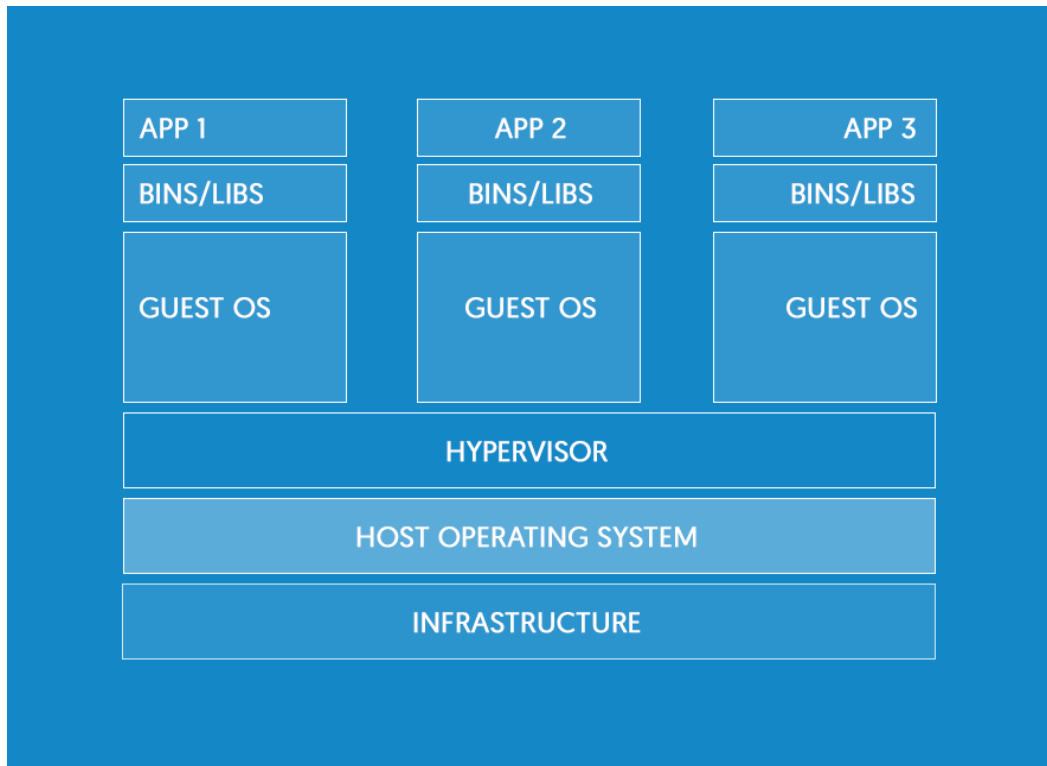 APP 1
APP 2
APP 3
BINS/LIBS
BINS/LIBS
BINS/LIBS
GUEST OS
GUEST OS
GUEST OS
HYPERVISOR
HOST OPERATING SYSTEM
INFRASTRUCTURE